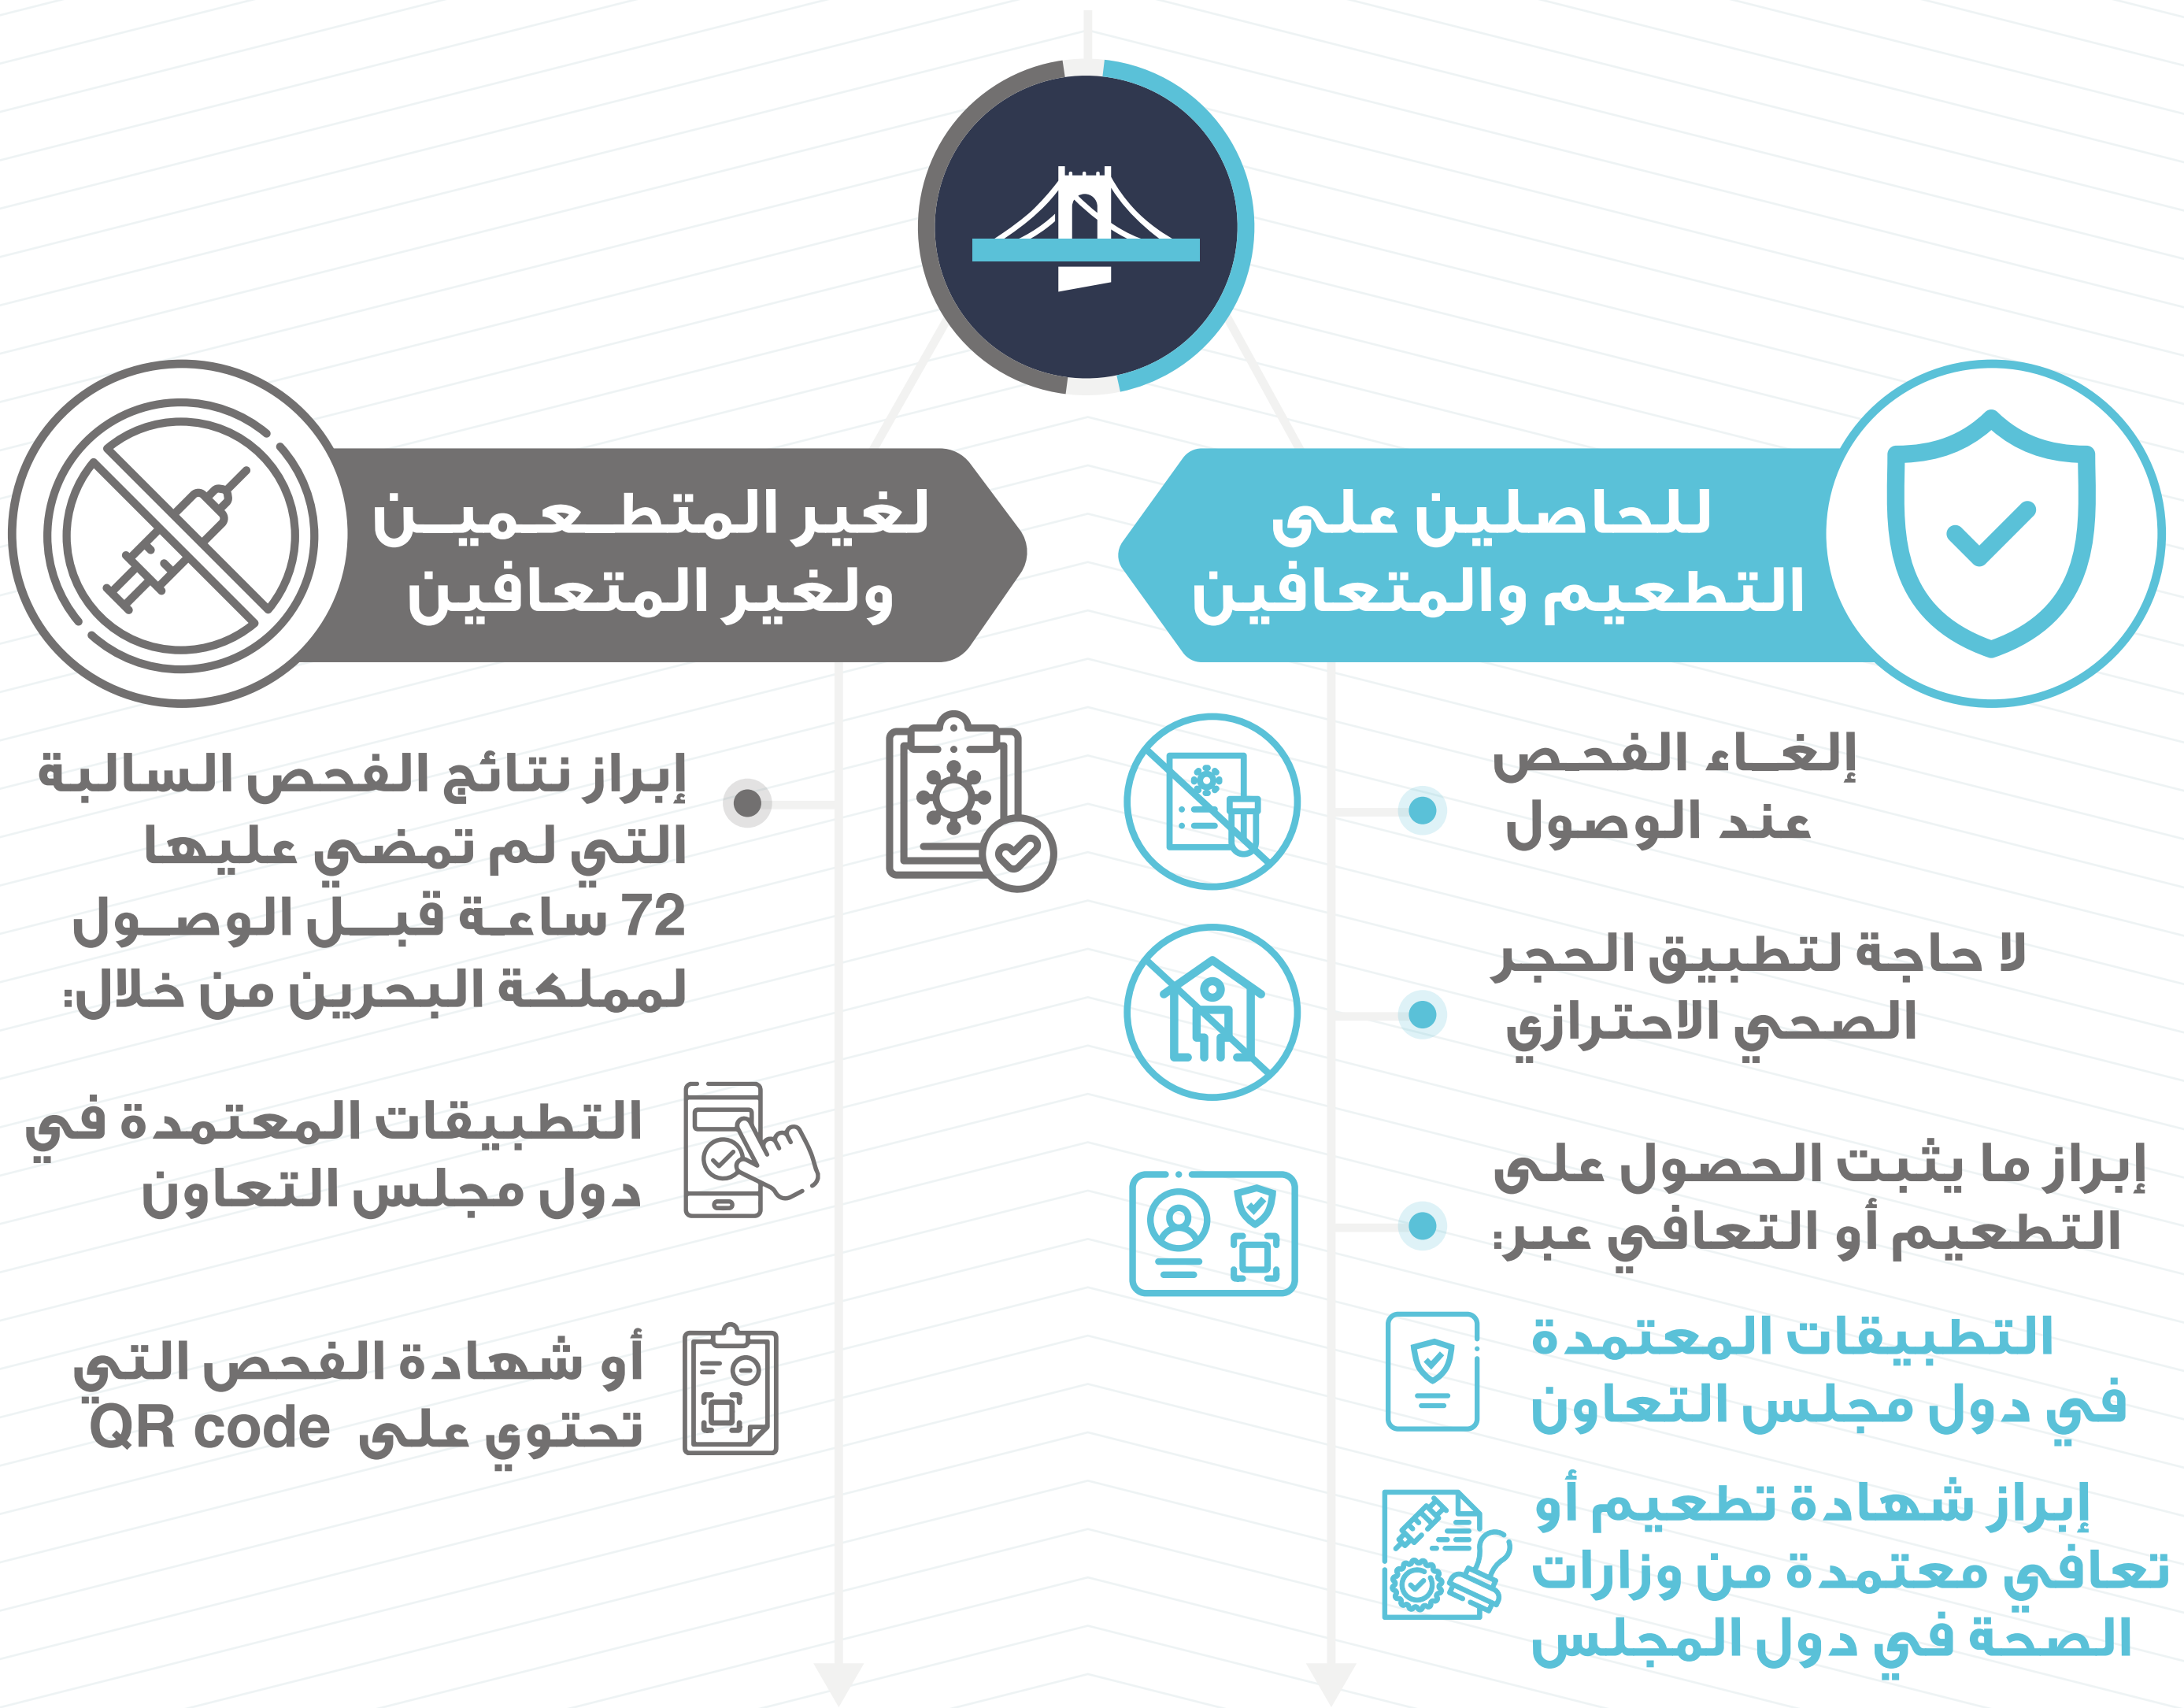 للحاصلين على
التطعيم والمتعافين
إلغاء الفحص
عند الوصول
لا حاجة لتطبيق الحجر
الصحي الاحترازي
إبراز ما يثبت الحصول على
التطعيم أو التعافي عبر:
التطبيقات المعتمدة
في دول مجلس التعاون
إبراز شهادة تطعيم أو
تعافي معتمدة من وزارات
الصحة في دول المجلس
لغير المتطعمين
ولغير المتعافين
إبراز نتائج الفحص السالبة
التي لم تمضي عليها
72 ساعة قبل الوصول
لمملكة البحرين من خلال:
التطبيقات المعتمدة في
دول مجلس التعاون
أو شهادة الفحص التي
تحتوي على QR code